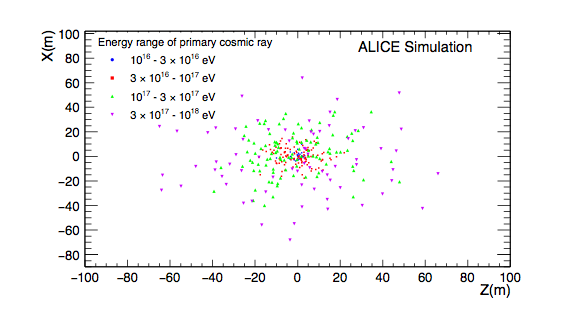 X(m)
Energy range of primary cosmic ray
ALICE Simulation
10¹⁶ - 3 × 10¹⁶ eV
3 × 10¹⁶ - 10¹⁷ eV
10¹⁷ - 3 × 10¹⁷ eV
3 × 10¹⁷ - 10¹⁸ eV
100
80
60
40
20
0
−20
−40
−60
−80
−100 −80 −60 −40 −20 0 20 40 60 80 100
Z(m)